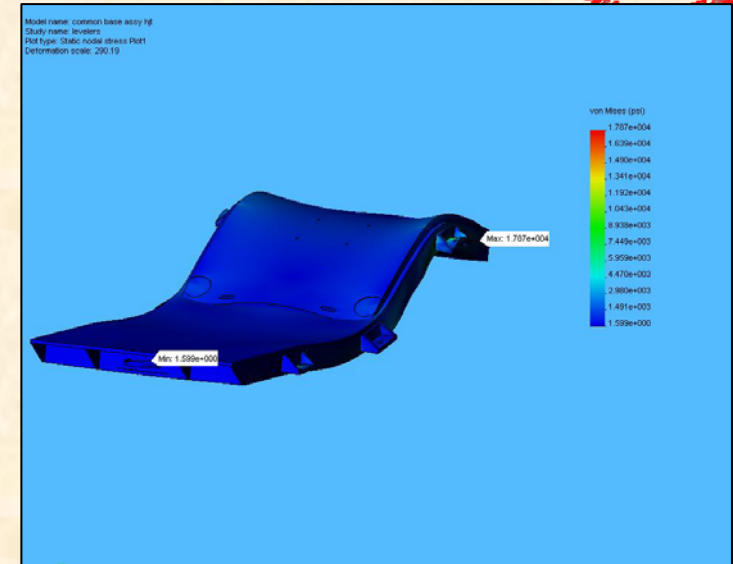 Model name: common base assy hjt
Study name: levelers
Plot type: Static nodal stress Plot1
Deformation scale: 290.19
von Mises (psi)
1.787e+004
1.639e+004
1.490e+004
1.341e+004
1.192e+004
1.043e+004
8.938e+003
7.449e+003
5.959e+003
4.470e+003
2.980e+003
1.491e+003
1.599e+000
Max: 1.787e+004
Min: 1.599e+000